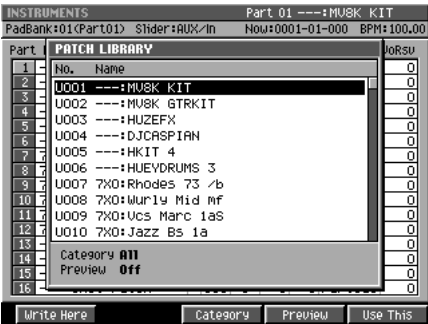 INSTRUMENTS Part 01 ---:MV8K KIT
PadBank:01(Part01) Slider:AUX/In Now:0001-01-000 BPM:100.00
Part
VoRsv
PATCH LIBRARY
No. Name
U001 ---:MV8K KIT
U002 ---:MV8K GTRKIT
U003 ---:HUZEFX
U004 ---:DJCASPIAN
U005 ---:HKIT 4
U006 ---:HUEYDRUMS 3
U007 7X0:Rhodes 73 /b
U008 7X0:Wurly Mid mf
U009 7X0:Vcs Marc 1aS
U010 7X0:Jazz Bs 1a
Category All
Preview Off
1 0
2 0
3 0
4 0
5 0
6 0
7 0
8 0
9 0
10 0
11 0
12 0
13 0
14 0
15 0
16 0
Write Here Category Preview Use This